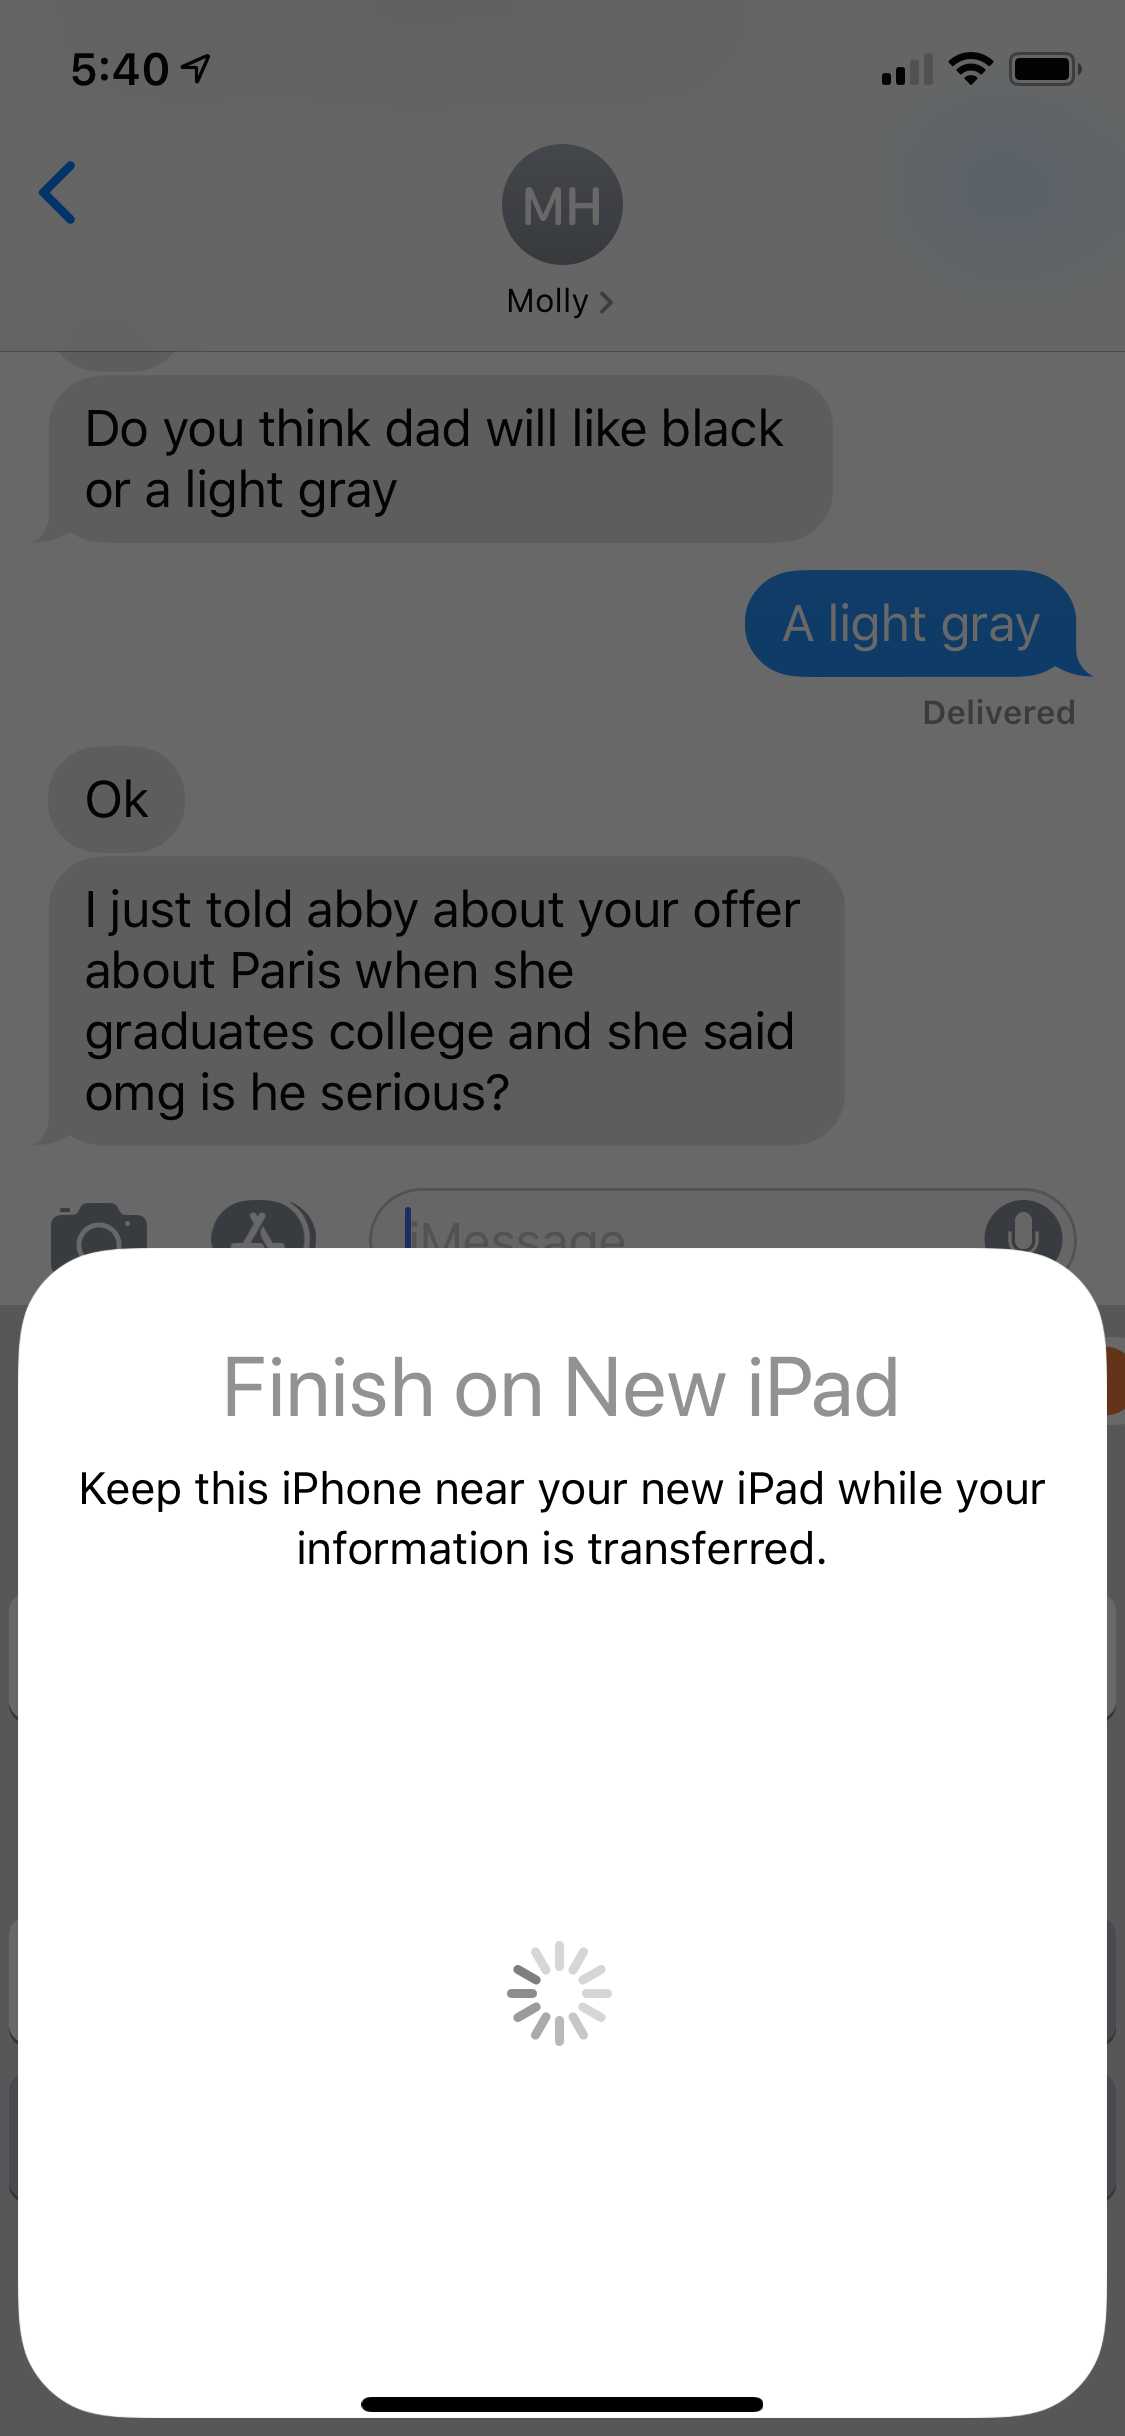 5:40
MH
Molly
Do you think dad will like black
or a light gray
A light gray
Delivered
Ok
I just told abby about your offer
about Paris when she
graduates college and she said
omg is he serious?
iMessage
Finish on New iPad
Keep this iPhone near your new iPad while your
information is transferred.